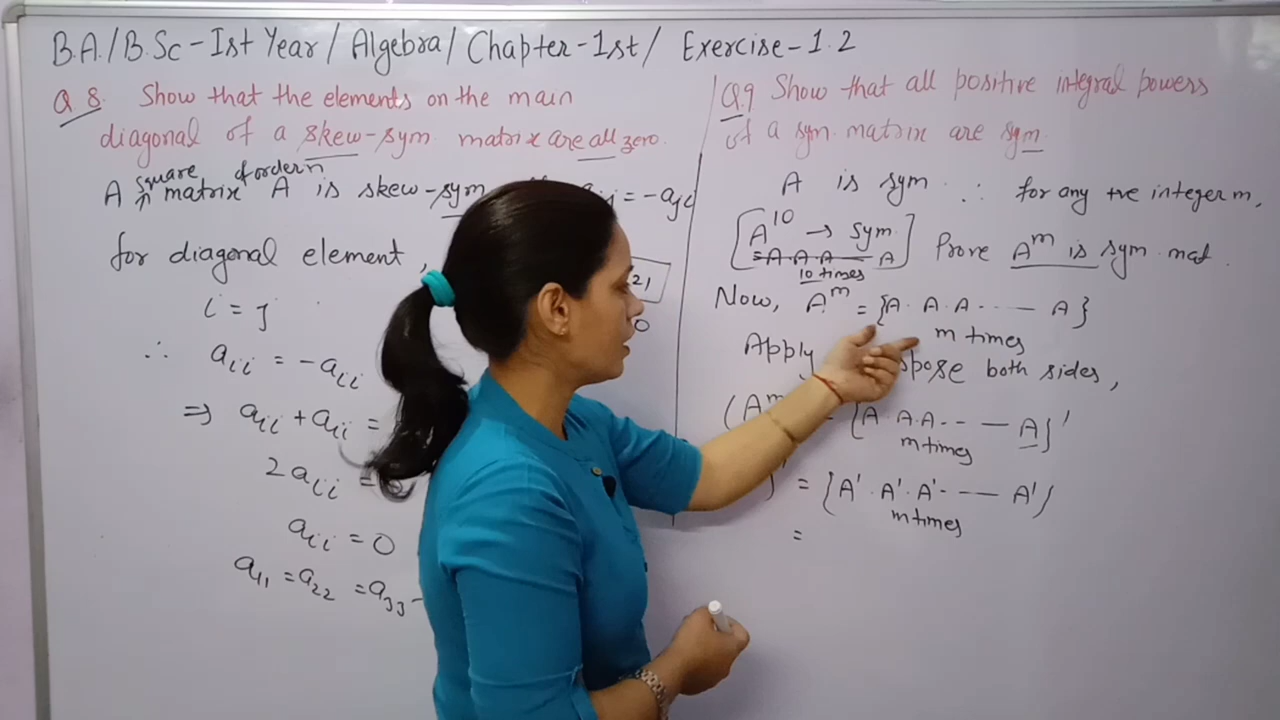 B.A./B.Sc-Ist Year/Algebra/Chapter-1st/ Exercise-1.2
Q 8. Show that the elements on the main
diagonal of a skew-sym. matrix are all zero.
square of order n
A matrix A is skew-sym = -aji
for diagonal element,
i = j
∴ aii = -aii
⇒ aii + aii =
2aii =
aii = 0
a11 = a22 = a33 -
Q.9 Show that all positive integral powers
of a sym. matrix are sym.
A is sym ∴ for any +ve integer m,
[A^10 → sym.]
=A.A.A — A
10 times
Prove A^m is sym. mat.
Now, A^m = {A. A. A. . . . — A}
m times
Apply both sides,
= {A. A.A. - - — A}'
m times
= {A'. A'. A'. - - — A'}
m times
=